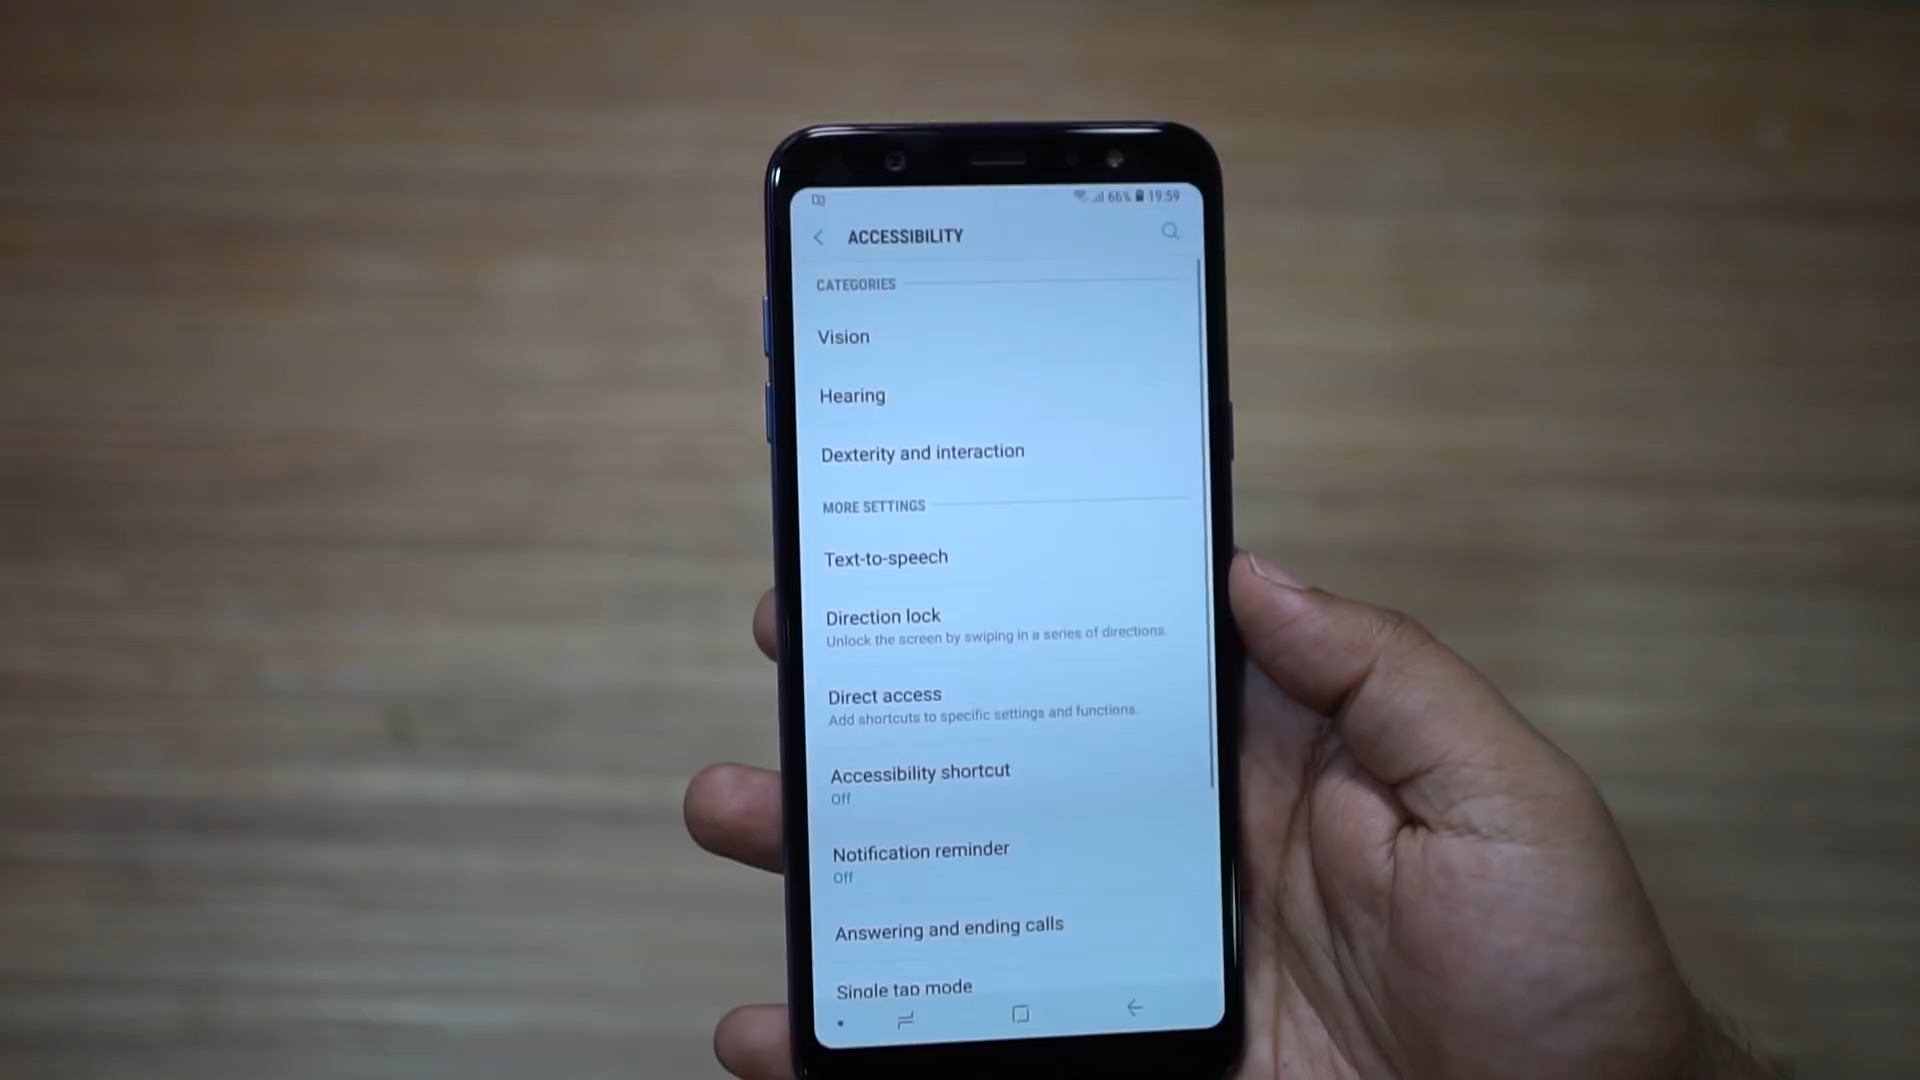 66% 19:59
ACCESSIBILITY
CATEGORIES
Vision
Hearing
Dexterity and interaction
MORE SETTINGS
Text-to-speech
Direction lock
Unlock the screen by swiping in a series of directions.
Direct access
Add shortcuts to specific settings and functions.
Accessibility shortcut
Off
Notification reminder
Off
Answering and ending calls
Single tap mode